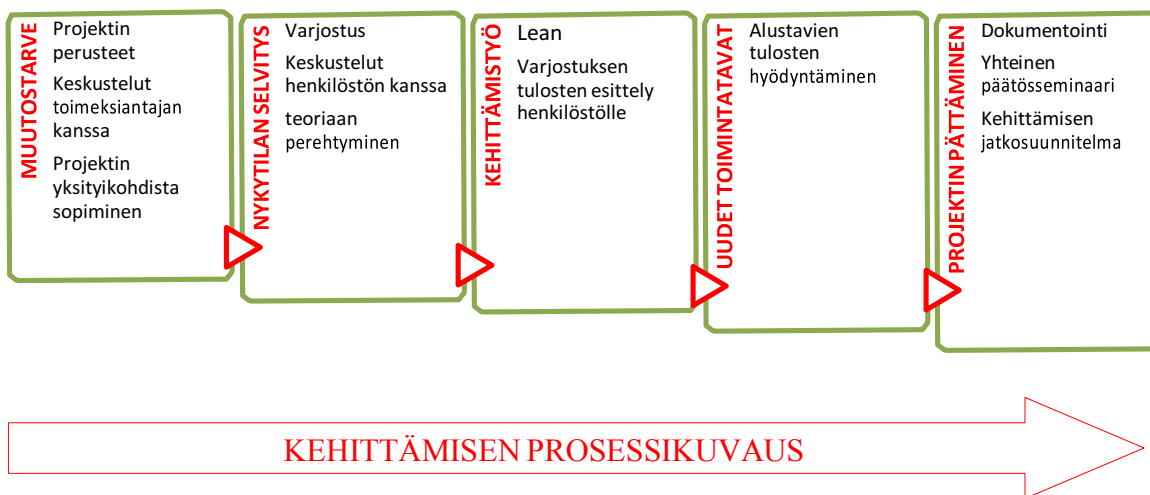 MUUTOSTARVE
Projektin
perusteet
Keskustelut
toimeksiantajan
kanssa
Projektin
yksityikohdista
sopiminen
NYKYTILAN SELVITYS
Varjostus
Keskustelut
henkilöstön kanssa
teoriaan
perehtyminen
KEHITTÄMISTYÖ
Lean
Varjostuksen
tulosten esittely
henkilöstölle
UUDET TOIMINTATAVAT
Alustavien
tulosten
hyödyntäminen
PROJEKTIN PÄTTÄMINEN
Dokumentointi
Yhteinen
päätösseminaari
Kehittämisen
jatkosuunnitelma
KEHITTÄMISEN PROSESSIKUVAUS